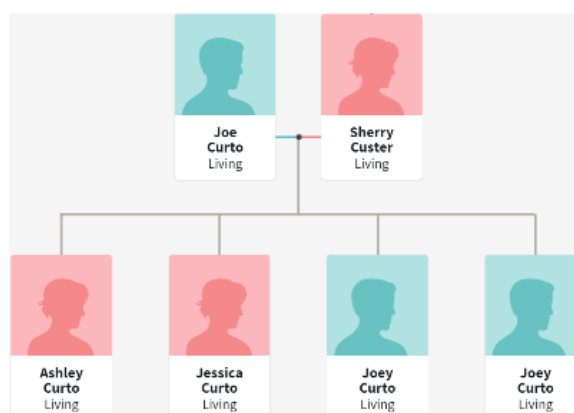 Joe
Curto
Living
Sherry
Custer
Living
Ashley
Curto
Living
Jessica
Curto
Living
Joey
Curto
Living
Joey
Curto
Living